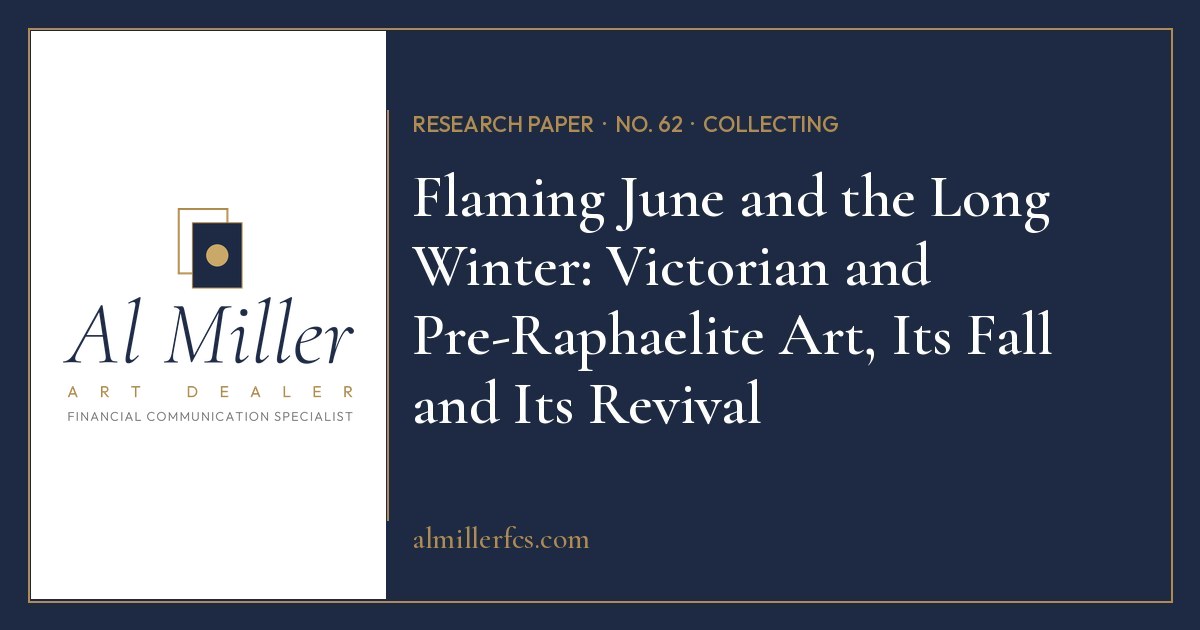 Al Miller
ART DEALER
FINANCIAL COMMUNICATION SPECIALIST
RESEARCH PAPER · NO. 62 · COLLECTING
Flaming June and the Long
Winter: Victorian and
Pre-Raphaelite Art, Its Fall
and Its Revival
almillerfcs.com